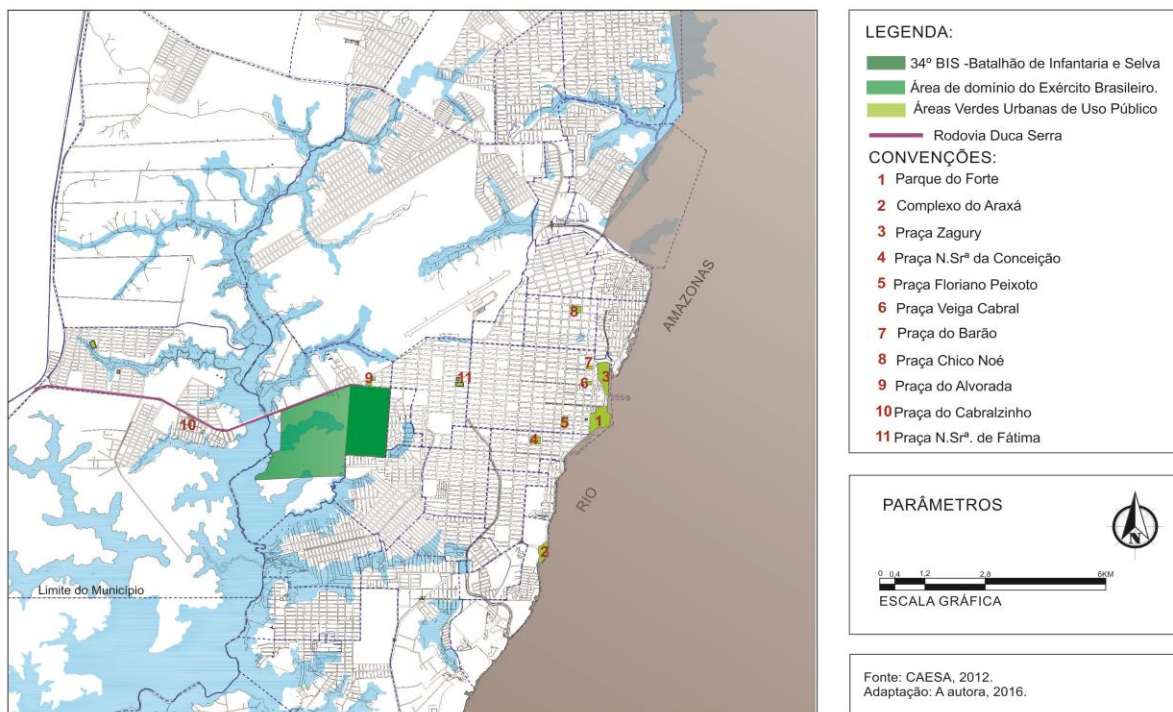 8
9
11
7
6
3
5
1
4
10
2
RIO
AMAZONAS
Limite do Município
LEGENDA:
34º BIS -Batalhão de Infantaria e Selva
Área de domínio do Exército Brasileiro.
Áreas Verdes Urbanas de Uso Público
Rodovia Duca Serra
CONVENÇÕES:
1 Parque do Forte
2 Complexo do Araxá
3 Praça Zagury
4 Praça N.Srª da Conceição
5 Praça Floriano Peixoto
6 Praça Veiga Cabral
7 Praça do Barão
8 Praça Chico Noé
9 Praça do Alvorada
10 Praça do Cabralzinho
11 Praça N.Srª. de Fátima
PARÂMETROS
N
0 0,4 1,2 2,8 6KM
ESCALA GRÁFICA
Fonte: CAESA, 2012.
Adaptação: A autora, 2016.